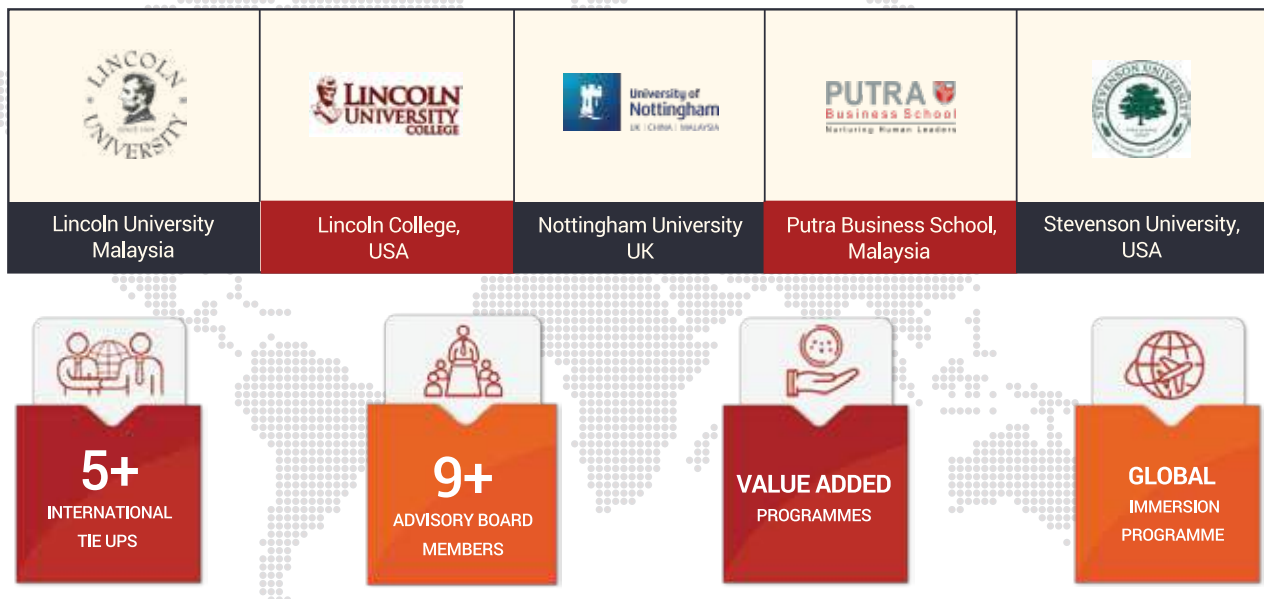 LINCOLN
UNIVERSITY
LINCOLN
UNIVERSITY
COLLEGE
University of
Nottingham
UK | CHINA | MALAYSIA
PUTRA
Business School
Nurturing Human Leaders
STEVENSON UNIVERSITY
Lincoln University
Malaysia
Lincoln College,
USA
Nottingham University
UK
Putra Business School,
Malaysia
Stevenson University,
USA
5+
INTERNATIONAL
TIE UPS
9+
ADVISORY BOARD
MEMBERS
VALUE ADDED
PROGRAMMES
GLOBAL
IMMERSION
PROGRAMME